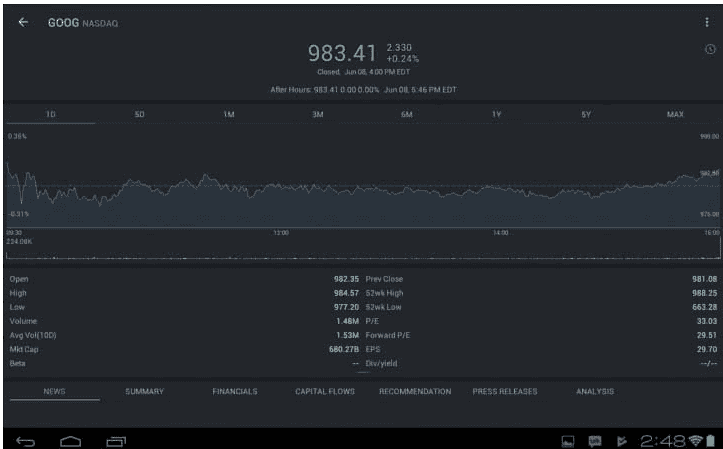 GOOG NASDAQ
983.41 2.330
+0.24%
Closed, Jun 08, 4:00 PM EDT
After Hours: 983.41 0.00 0.00% Jun 08, 5:46 PM EDT
1D 5D 1M 3M 6M 1Y 5Y MAX
0.36%
-0.31% 976.00
09:30 12:00 14:00 16:00
224.08K
Open 982.35 Prev Close 981.08
High 984.57 52wk High 988.25
Low 977.20 52wk Low 663.28
Volume 1.48M P/E 33.03
Avg Vol(10D) 1.53M Forward P/E 29.51
Mkt Cap 680.27B EPS 29.70
Beta -- Div/yield --/--
NEWS SUMMARY FINANCIALS CAPITAL FLOWS RECOMMENDATION PRESS RELEASES ANALYSIS
2:48